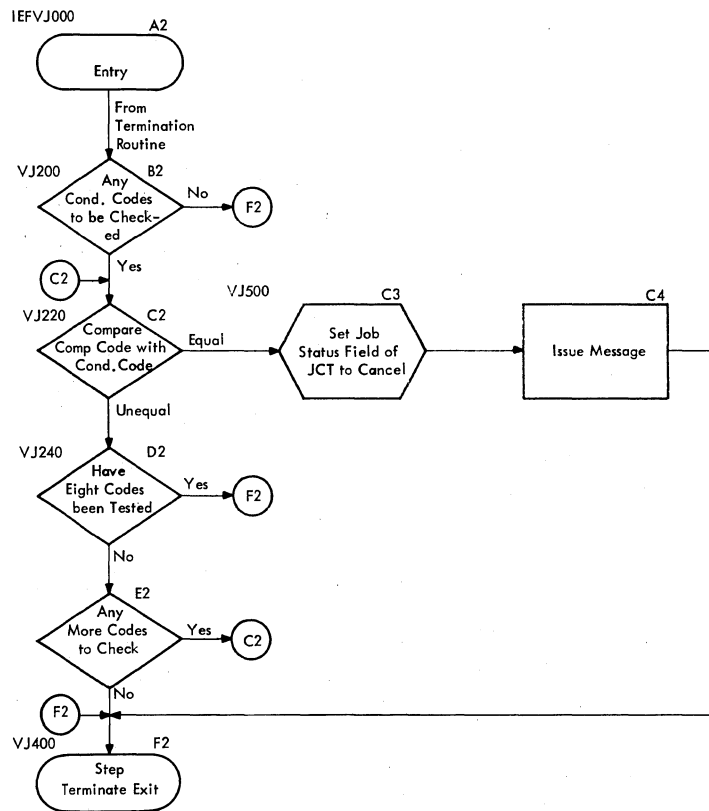 IEFVJ000
A2
Entry
From
Termination
Routine
VJ200
B2
Any
Cond. Codes
to be Check-
ed
No
F2
Yes
C2
VJ220
C2
Compare
Comp Code with
Cond. Code
Equal
VJ500
C3
Set Job
Status Field of
JCT to Cancel
C4
Issue Message
Unequal
VJ240
D2
Have
Eight Codes
been Tested
Yes
F2
No
E2
Any
More Codes
to Check
Yes
C2
No
F2
VJ400
F2
Step
Terminate Exit